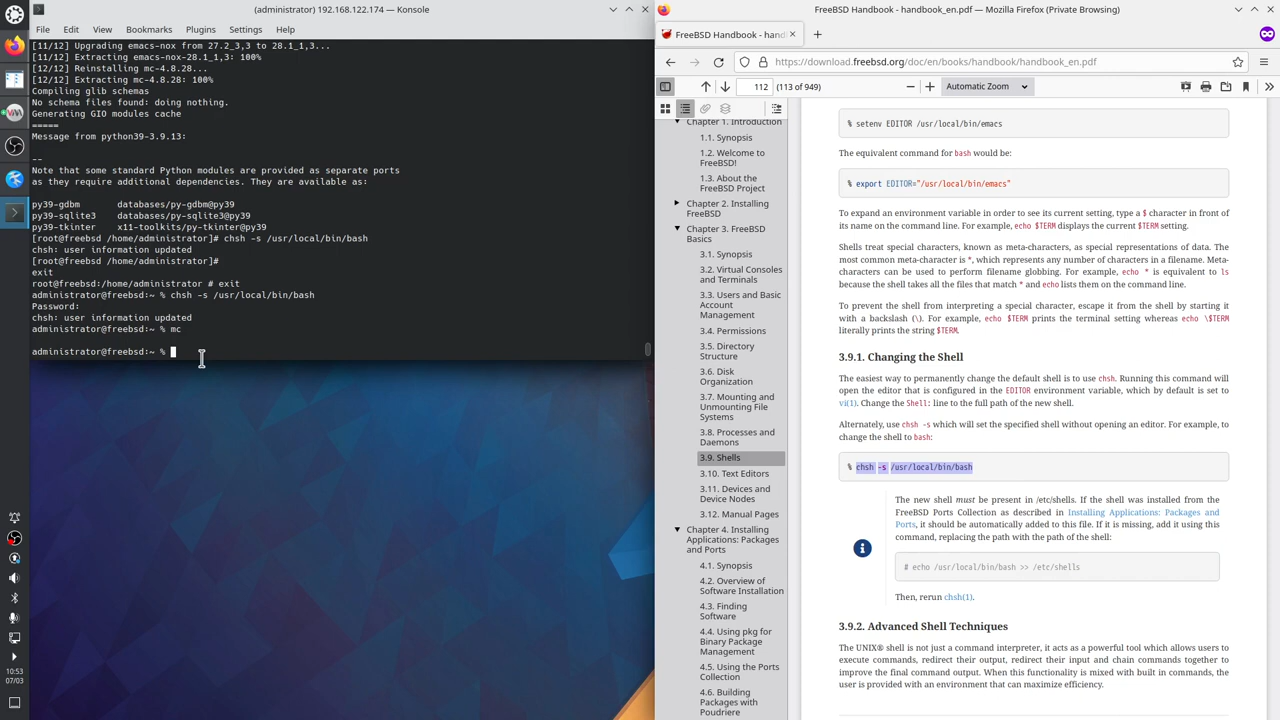 (administrator) 192.168.122.174 — Konsole
File Edit View Bookmarks Plugins Settings Help
[11/12] Upgrading emacs-nox from 27.2_3,3 to 28.1_1,3...
[11/12] Extracting emacs-nox-28.1_1,3: 100%
[12/12] Reinstalling mc-4.8.28...
[12/12] Extracting mc-4.8.28: 100%
Compiling glib schemas
No schema files found: doing nothing.
Generating GIO modules cache
=====
Message from python39-3.9.13:
--
Note that some standard Python modules are provided as separate ports
as they require additional dependencies. They are available as:
py39-gdbm databases/py-gdbm@py39
py39-sqlite3 databases/py-sqlite3@py39
py39-tkinter x11-toolkits/py-tkinter@py39
[root@freebsd /home/administrator]# chsh -s /usr/local/bin/bash
chsh: user information updated
[root@freebsd /home/administrator]#
exit
root@freebsd:/home/administrator # exit
administrator@freebsd:~ % chsh -s /usr/local/bin/bash
Password:
chsh: user information updated
administrator@freebsd:~ % mc
administrator@freebsd:~ %
10:53
07/03
FreeBSD Handbook - handbook_en.pdf — Mozilla Firefox (Private Browsing)
FreeBSD Handbook - handb
https://download.freebsd.org/doc/en/books/handbook/handbook_en.pdf
112 (113 of 949)
Automatic Zoom
Chapter 1. Introduction
1.1. Synopsis
1.2. Welcome to
FreeBSD!
1.3. About the
FreeBSD Project
Chapter 2. Installing
FreeBSD
Chapter 3. FreeBSD
Basics
3.1. Synopsis
3.2. Virtual Consoles
and Terminals
3.3. Users and Basic
Account
Management
3.4. Permissions
3.5. Directory
Structure
3.6. Disk
Organization
3.7. Mounting and
Unmounting File
Systems
3.8. Processes and
Daemons
3.9. Shells
3.10. Text Editors
3.11. Devices and
Device Nodes
3.12. Manual Pages
Chapter 4. Installing
Applications: Packages
and Ports
4.1. Synopsis
4.2. Overview of
Software Installation
4.3. Finding
Software
4.4. Using pkg for
Binary Package
Management
4.5. Using the Ports
Collection
4.6. Building
Packages with
Poudriere
% setenv EDITOR /usr/local/bin/emacs
The equivalent command for bash would be:
% export EDITOR="/usr/local/bin/emacs"
To expand an environment variable in order to see its current setting, type a $ character in front of
its name on the command line. For example, echo $TERM displays the current $TERM setting.
Shells treat special characters, known as meta-characters, as special representations of data. The
most common meta-character is *, which represents any number of characters in a filename. Meta-
characters can be used to perform filename globbing. For example, echo * is equivalent to ls
because the shell takes all the files that match * and echo lists them on the command line.
To prevent the shell from interpreting a special character, escape it from the shell by starting it
with a backslash (\). For example, echo $TERM prints the terminal setting whereas echo \$TERM
literally prints the string $TERM.
3.9.1. Changing the Shell
The easiest way to permanently change the default shell is to use chsh. Running this command will
open the editor that is configured in the EDITOR environment variable, which by default is set to
vi(1). Change the Shell: line to the full path of the new shell.
Alternately, use chsh -s which will set the specified shell without opening an editor. For example, to
change the shell to bash:
% chsh -s /usr/local/bin/bash
The new shell must be present in /etc/shells. If the shell was installed from the
FreeBSD Ports Collection as described in Installing Applications: Packages and
Ports, it should be automatically added to this file. If it is missing, add it using this
command, replacing the path with the path of the shell:
# echo /usr/local/bin/bash >> /etc/shells
Then, rerun chsh(1).
3.9.2. Advanced Shell Techniques
The UNIX® shell is not just a command interpreter, it acts as a powerful tool which allows users to
execute commands, redirect their output, redirect their input and chain commands together to
improve the final command output. When this functionality is mixed with built in commands, the
user is provided with an environment that can maximize efficiency.